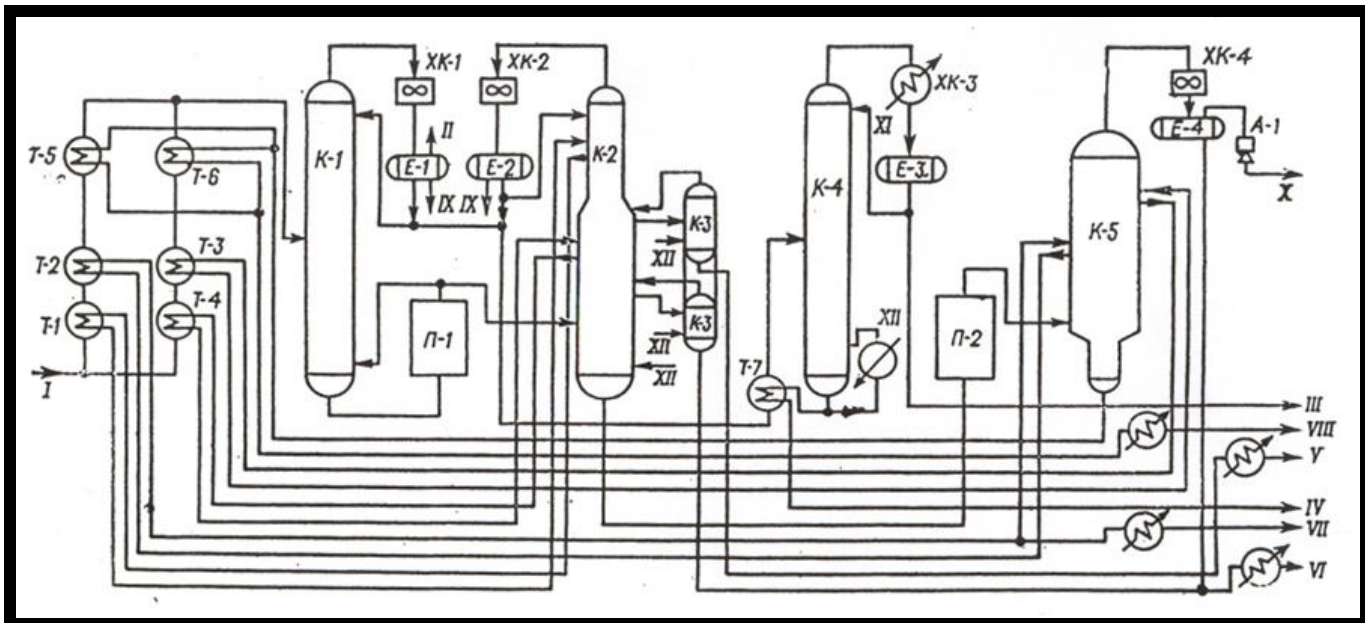 ХК-1
ХК-2
ХК-3
ХК-4
К-1
II
Е-1
Е-2
IX
IX
К-2
К-3
XII
К-3
XII
XII
К-4
XI
Е-3
XII
Т-7
П-2
К-5
Е-4
А-1
X
Т-5
Т-6
Т-2
Т-3
Т-1
Т-4
П-1
I
III
VIII
V
IV
VII
VI